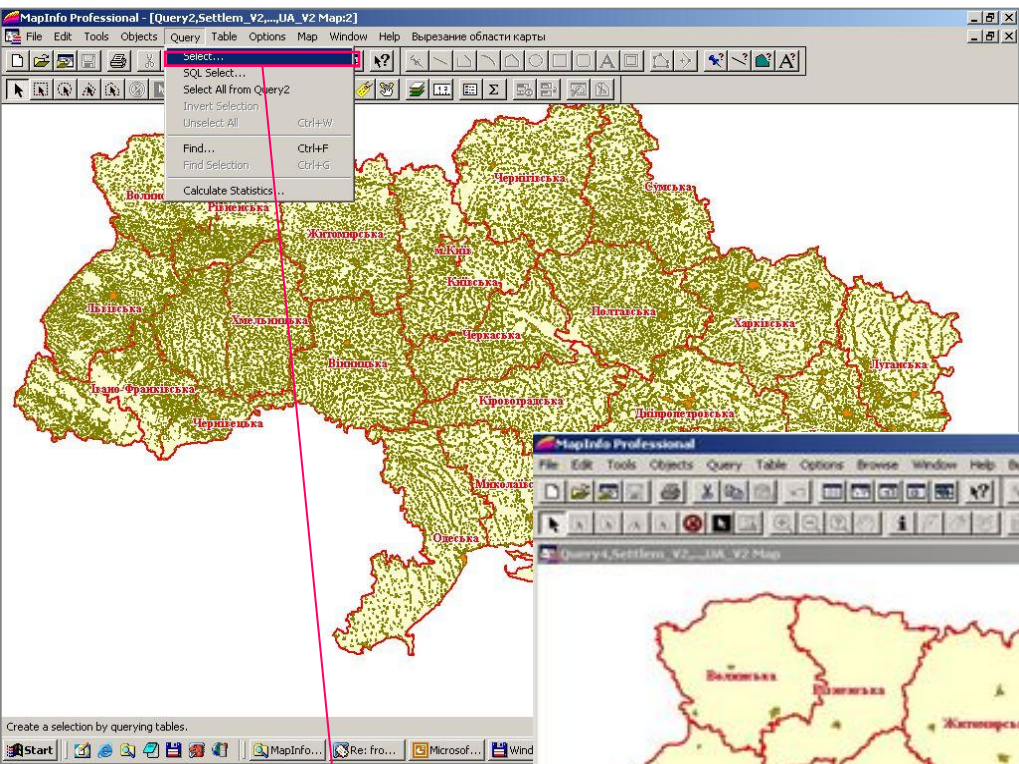 MapInfo Professional - [Query2,Settlem_V2,...,UA_V2 Map:2]
File Edit Tools Objects Query Table Options Map Window Help Вырезание области карты
Select...
SQL Select...
Select All from Query2
Invert Selection
Unselect All Ctrl+W
Find... Ctrl+F
Find Selection Ctrl+G
Calculate Statistics...
Чернігівська
Сумська
Рівненська
Житомирська
м.Київ
Київська
Львівська
Хмельницька
Полтавська
Харківська
Черкаська
Вінницька
Луганська
Івано-Франківська
Кіровоградська
Чернівецька
Дніпропетровська
Одеська
MapInfo Professional
File Edit Tools Objects Query Table Options Browse Window Help
Query4,Settlem_V2,...,UA_V2 Map
Волинська
Рівненська
Create a selection by querying tables.
Start MapInfo... Re: fro... Microsof... Wind